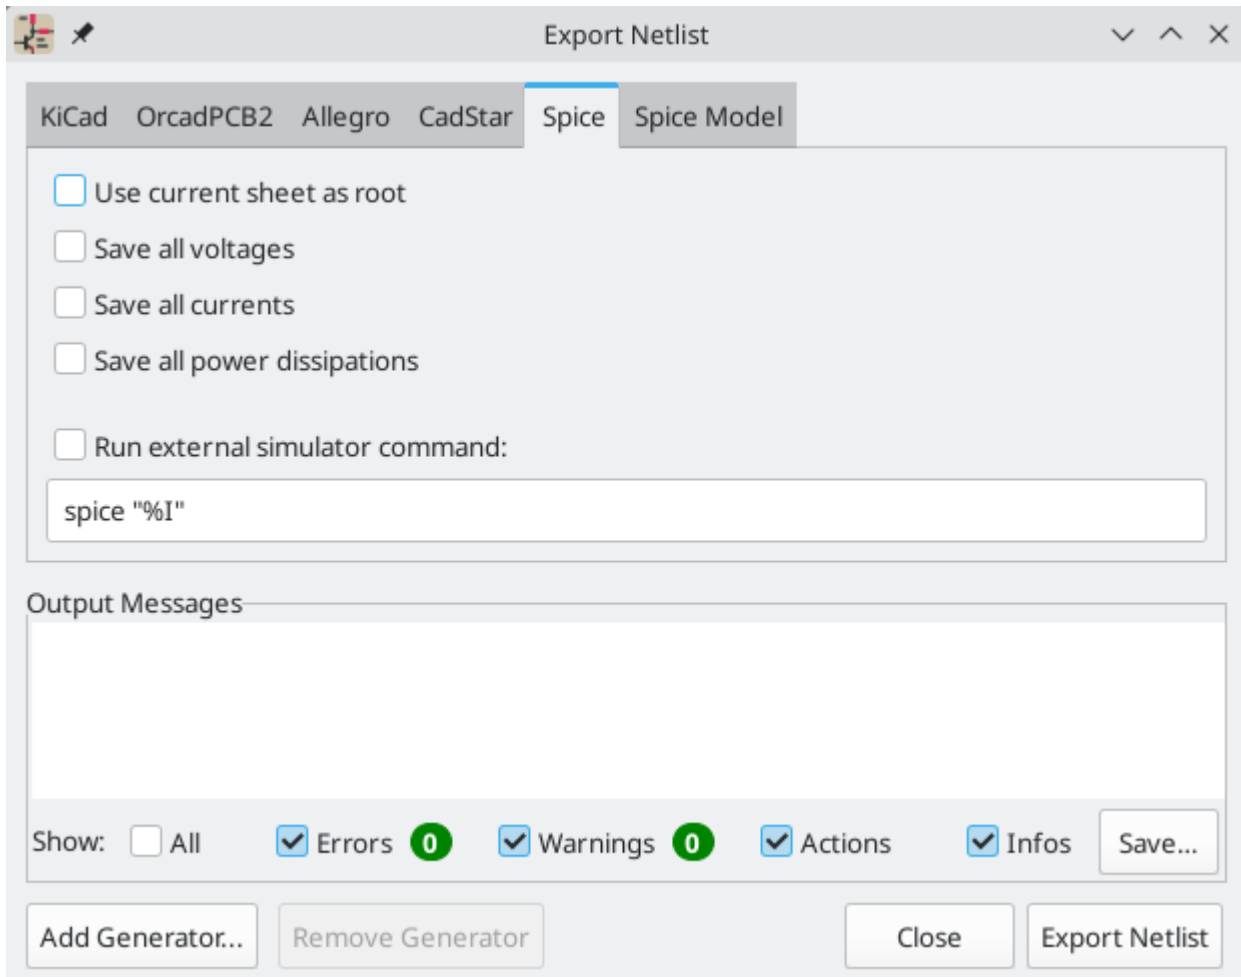 Export Netlist
KiCad OrcadPCB2 Allegro CadStar Spice Spice Model
Use current sheet as root
Save all voltages
Save all currents
Save all power dissipations
Run external simulator command:
spice "%I"
Output Messages
Show: All Errors 0 Warnings 0 Actions Infos Save...
Add Generator... Remove Generator Close Export Netlist